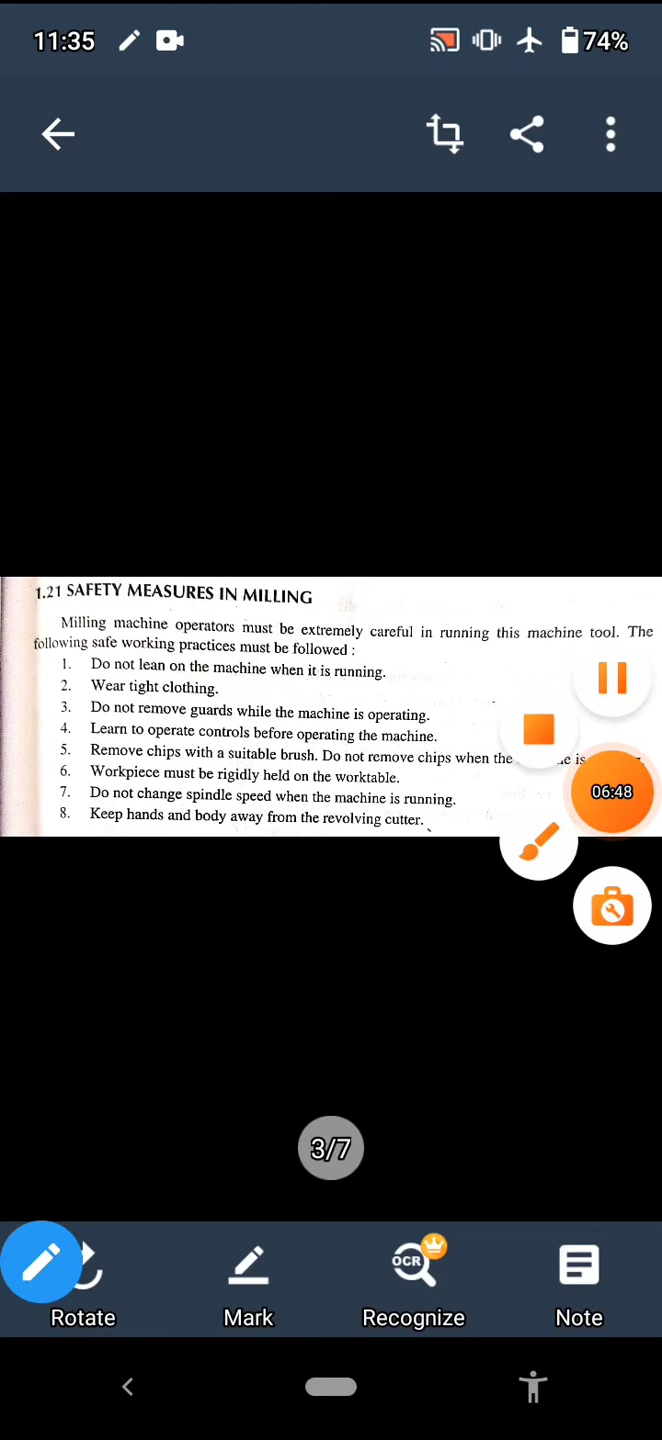 11:35
74%
1.21 SAFETY MEASURES IN MILLING
Milling machine operators must be extremely careful in running this machine tool. The
following safe working practices must be followed :
1. Do not lean on the machine when it is running.
2. Wear tight clothing.
3. Do not remove guards while the machine is operating.
4. Learn to operate controls before operating the machine.
5. Remove chips with a suitable brush. Do not remove chips when the is
6. Workpiece must be rigidly held on the worktable.
7. Do not change spindle speed when the machine is running.
8. Keep hands and body away from the revolving cutter.
06:48
3/7
OCR
Rotate Mark Recognize Note